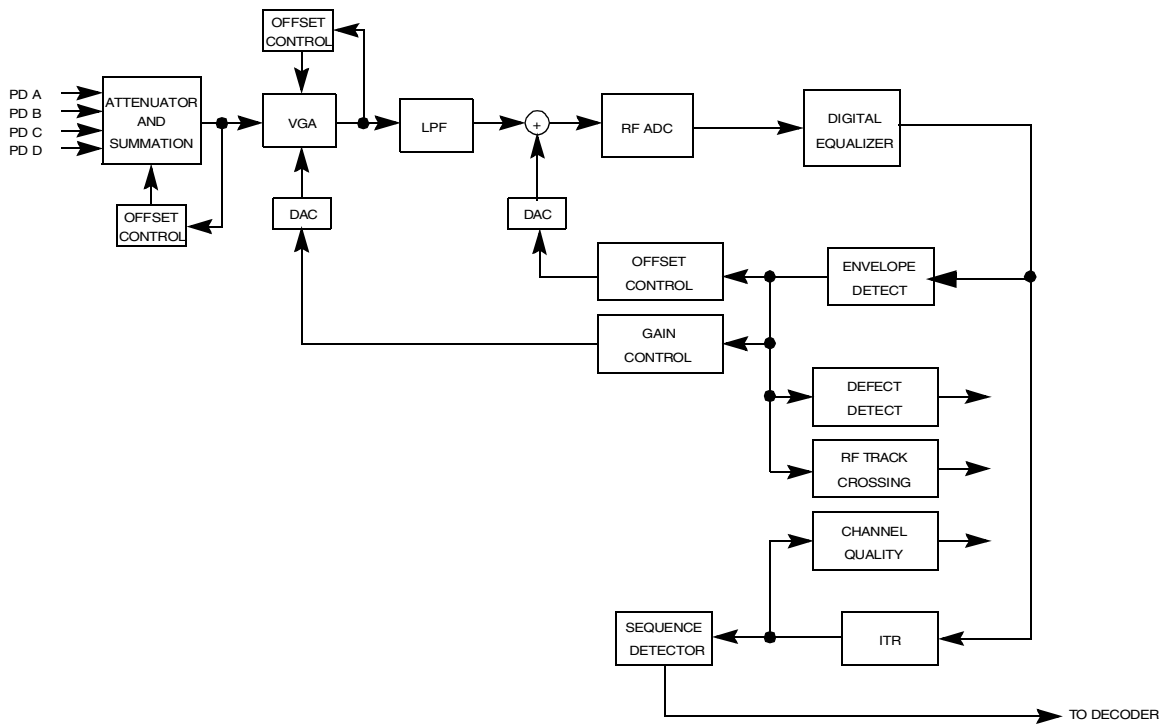 OFFSET
CONTROL
PD A
PD B
PD C
PD D
ATTENUATOR
AND
SUMMATION
VGA
LPF
+
RF ADC
DIGITAL
EQUALIZER
OFFSET
CONTROL
DAC
DAC
OFFSET
CONTROL
ENVELOPE
DETECT
GAIN
CONTROL
DEFECT
DETECT
RF TRACK
CROSSING
CHANNEL
QUALITY
SEQUENCE
DETECTOR
ITR
TO DECODER